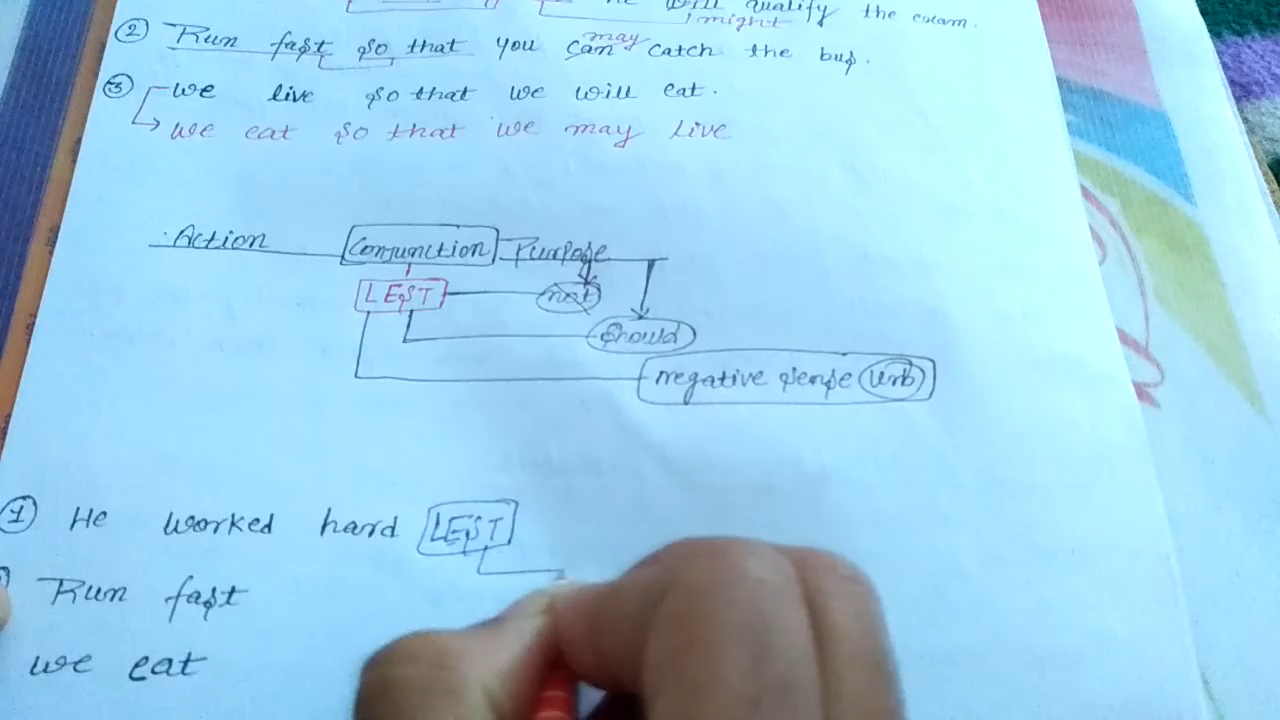 he will qualify the exam.
might
may
② Run fast so that you can catch the bus.
③ we live so that we will eat.
we eat so that we may live
Action Conjunction Purpose
LEST not
should
negative sense verb
① He worked hard LEST
Run fast
we eat